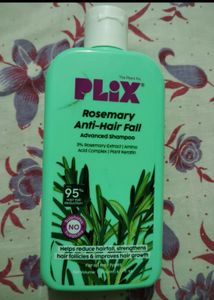 The Plant Fix
PLIX
Rosemary
Anti-Hair Fall
Advanced Shampoo
3% Rosemary Extract | Amino
Acid Complex | Plant Keratin
95%
NO
Helps reduce hairfall, strengthens
hair follicles & improves hair growth